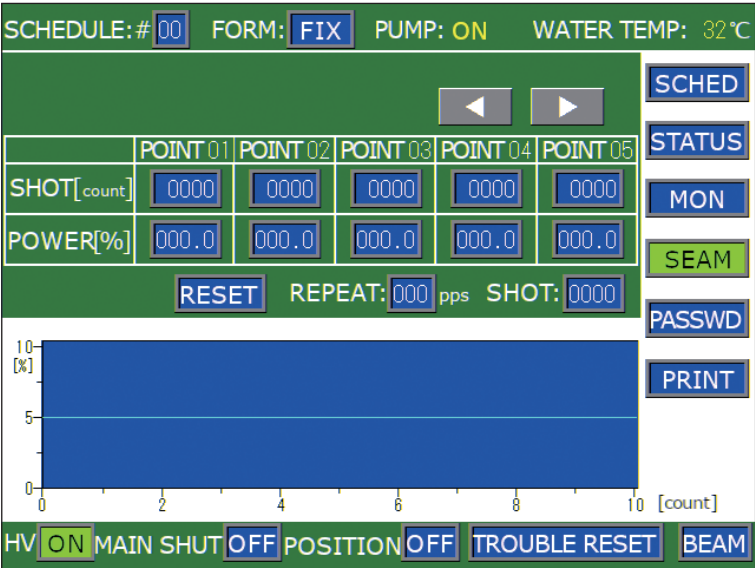 SCHEDULE:# 00 FORM: FIX PUMP: ON WATER TEMP: 32℃
SCHED
◀ ▶
STATUS
POINT 01 POINT 02 POINT 03 POINT 04 POINT 05
SHOT[count] 0000 0000 0000 0000 0000
MON
POWER[%] 000.0 000.0 000.0 000.0 000.0
SEAM
RESET REPEAT: 000 pps SHOT: 0000
PASSWD
10
[%]
PRINT
5
0
0 2 4 6 8 10 [count]
HV ON MAIN SHUT OFF POSITION OFF TROUBLE RESET BEAM